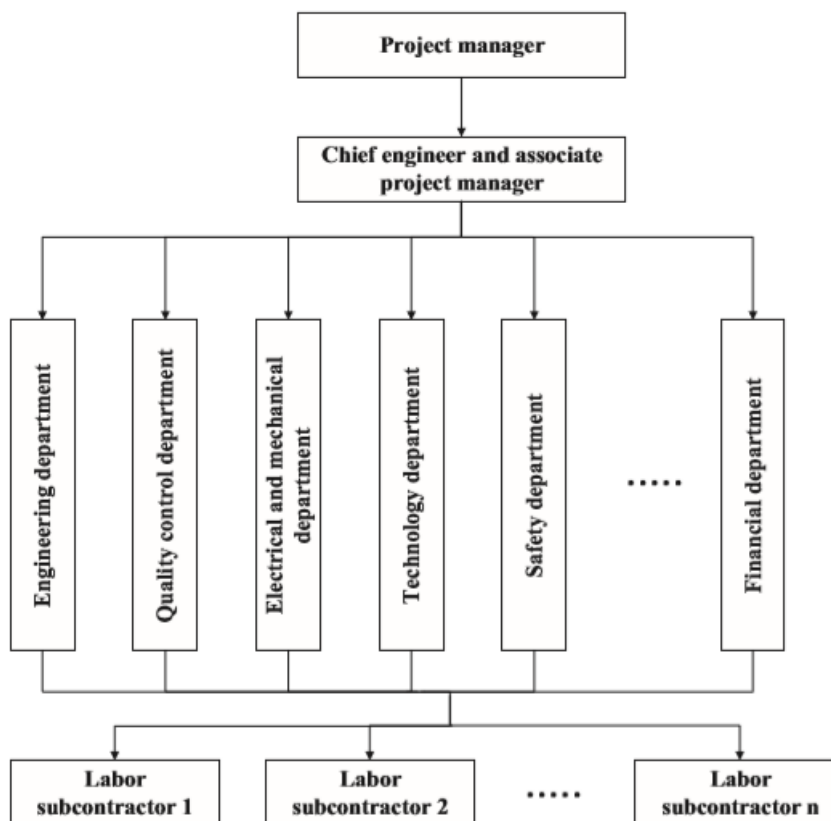 Project manager
Chief engineer and associate
project manager
Engineering department
Quality control department
Electrical and mechanical
department
Technology department
Safety department
.....
Financial department
Labor
subcontractor 1
Labor
subcontractor 2
.....
Labor
subcontractor n